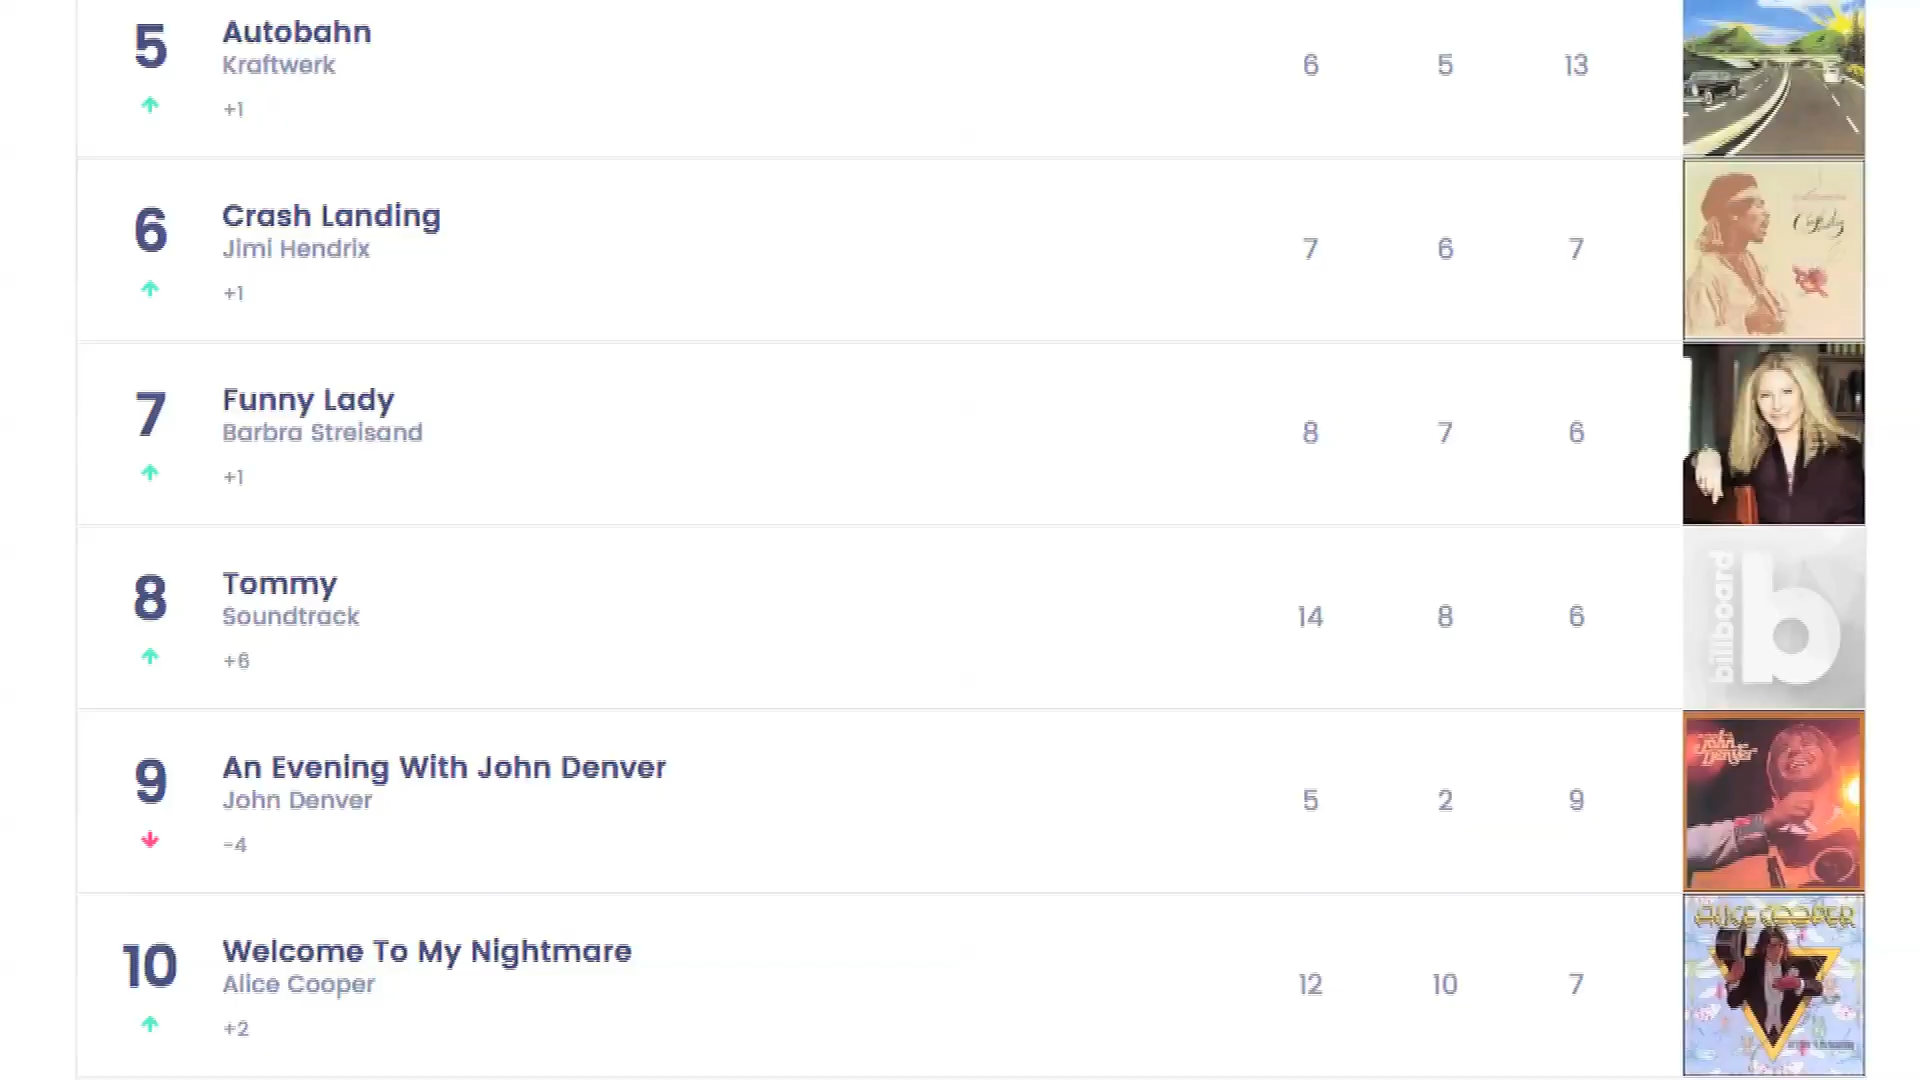 5
Autobahn
Kraftwerk
+1
6 5 13
6
Crash Landing
Jimi Hendrix
+1
7 6 7
7
Funny Lady
Barbra Streisand
+1
8 7 6
8
Tommy
Soundtrack
+6
14 8 6
billboard
b
9
An Evening With John Denver
John Denver
-4
5 2 9
John Denver
10
Welcome To My Nightmare
Alice Cooper
+2
12 10 7
ALICE COOPER